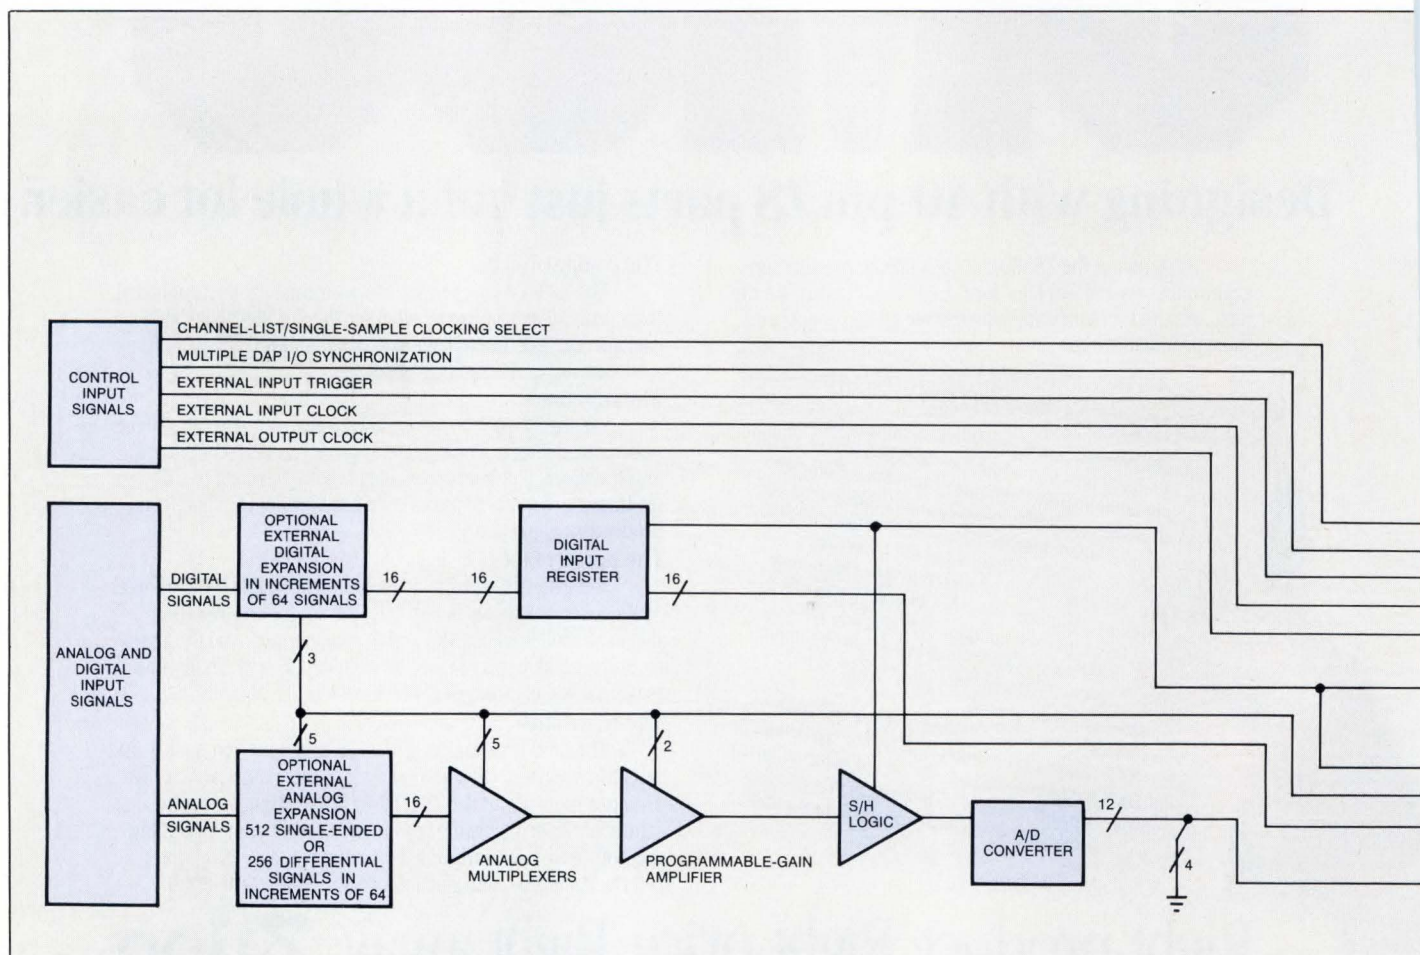 CHANNEL-LIST/SINGLE-SAMPLE CLOCKING SELECT
MULTIPLE DAP I/O SYNCHRONIZATION
EXTERNAL INPUT TRIGGER
EXTERNAL INPUT CLOCK
EXTERNAL OUTPUT CLOCK
CONTROL
INPUT
SIGNALS
ANALOG AND
DIGITAL
INPUT
SIGNALS
DIGITAL
SIGNALS
OPTIONAL
EXTERNAL
DIGITAL
EXPANSION
IN INCREMENTS
OF 64 SIGNALS
16
16
DIGITAL
INPUT
REGISTER
16
3
5
5
2
ANALOG
SIGNALS
OPTIONAL
EXTERNAL
ANALOG
EXPANSION
512 SINGLE-ENDED
OR
256 DIFFERENTIAL
SIGNALS IN
INCREMENTS OF 64
16
ANALOG
MULTIPLEXERS
PROGRAMMABLE-GAIN
AMPLIFIER
S/H
LOGIC
A/D
CONVERTER
12
4